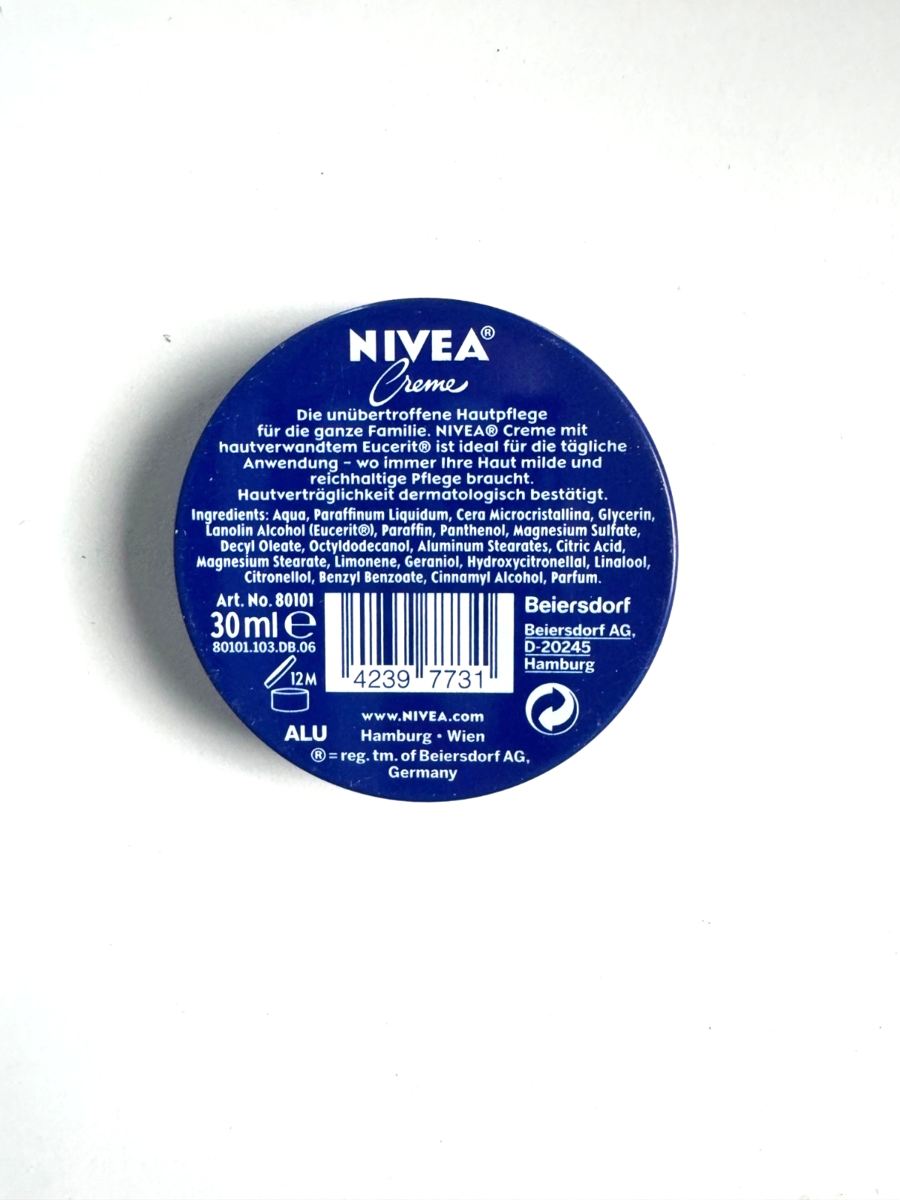 NIVEA®
Creme
Die unübertroffene Hautpflege
für die ganze Familie. NIVEA® Creme mit
hautverwandtem Eucerit® ist ideal für die tägliche
Anwendung – wo immer Ihre Haut milde und
reichhaltige Pflege braucht.
Hautverträglichkeit dermatologisch bestätigt.
Ingredients: Aqua, Paraffinum Liquidum, Cera Microcristallina, Glycerin,
Lanolin Alcohol (Eucerit®), Paraffin, Panthenol, Magnesium Sulfate,
Decyl Oleate, Octyldodecanol, Aluminum Stearates, Citric Acid,
Magnesium Stearate, Limonene, Geraniol, Hydroxycitronellal, Linalool,
Citronellol, Benzyl Benzoate, Cinnamyl Alcohol, Parfum.
Art. No. 80101
30 ml ℮
80101.103.DB.06
12 M
ALU
4239 7731
www.NIVEA.com
Hamburg • Wien
Beiersdorf
Beiersdorf AG,
D-20245
Hamburg
® = reg. tm. of Beiersdorf AG,
Germany